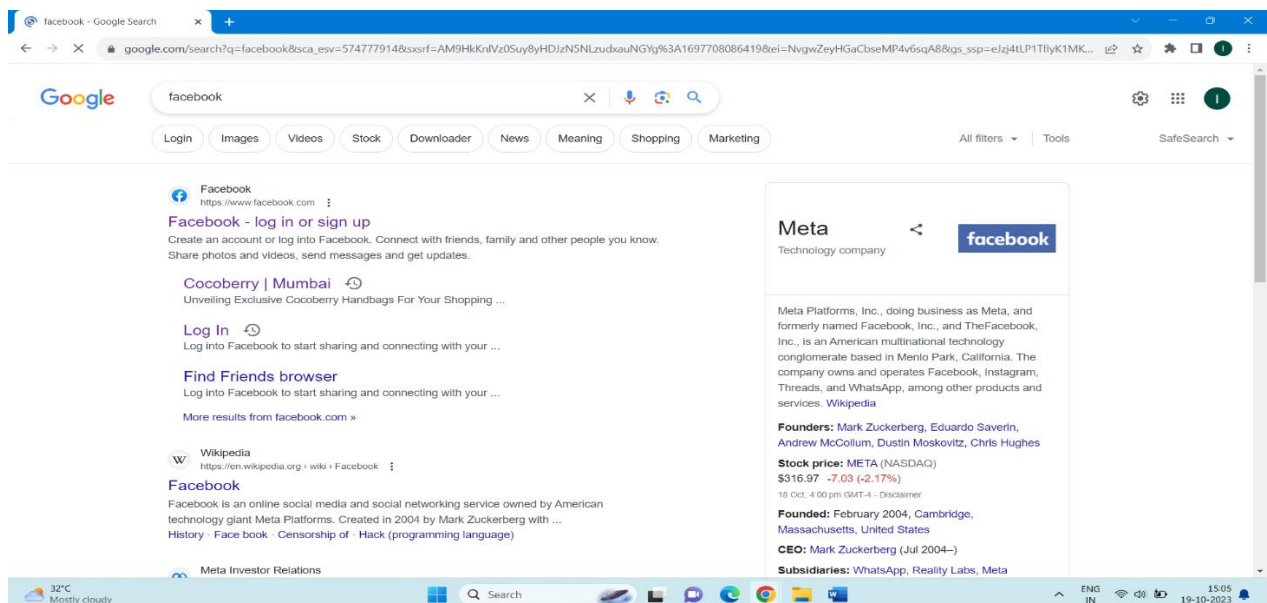 facebook - Google Search
google.com/search?q=facebook&sca_esv=574777914&sxsrf=AM9HkKnIVz0Suy8yHDJzN5NLzudxauNGYg%3A1697708086419&ei=NvgwZeyHGaCbseMP4v6sqA8&gs_ssp=eJzj4tLP1TflyK1MK...
Google
facebook
Login
Images
Videos
Stock
Downloader
News
Meaning
Shopping
Marketing
All filters
Tools
SafeSearch
I
Facebook
https://www.facebook.com
Facebook - log in or sign up
Create an account or log into Facebook. Connect with friends, family and other people you know.
Share photos and videos, send messages and get updates.
Cocoberry | Mumbai
Unveiling Exclusive Cocoberry Handbags For Your Shopping ...
Log In
Log into Facebook to start sharing and connecting with your ...
Find Friends browser
Log into Facebook to start sharing and connecting with your ...
More results from facebook.com »
W
Wikipedia
https://en.wikipedia.org › wiki › Facebook
Facebook
Facebook is an online social media and social networking service owned by American
technology giant Meta Platforms. Created in 2004 by Mark Zuckerberg with ...
History · Face book · Censorship of · Hack (programming language)
Meta Investor Relations
Meta
Technology company
facebook
Meta Platforms, Inc., doing business as Meta, and
formerly named Facebook, Inc., and TheFacebook,
Inc., is an American multinational technology
conglomerate based in Menlo Park, California. The
company owns and operates Facebook, Instagram,
Threads, and WhatsApp, among other products and
services. Wikipedia
Founders: Mark Zuckerberg, Eduardo Saverin,
Andrew McCollum, Dustin Moskovitz, Chris Hughes
Stock price: META (NASDAQ)
$316.97 -7.03 (-2.17%)
18 Oct, 4:00 pm GMT-4 - Disclaimer
Founded: February 2004, Cambridge,
Massachusetts, United States
CEO: Mark Zuckerberg (Jul 2004–)
Subsidiaries: WhatsApp, Reality Labs, Meta
32°C
Mostly cloudy
Search
ENG
IN
15:05
19-10-2023